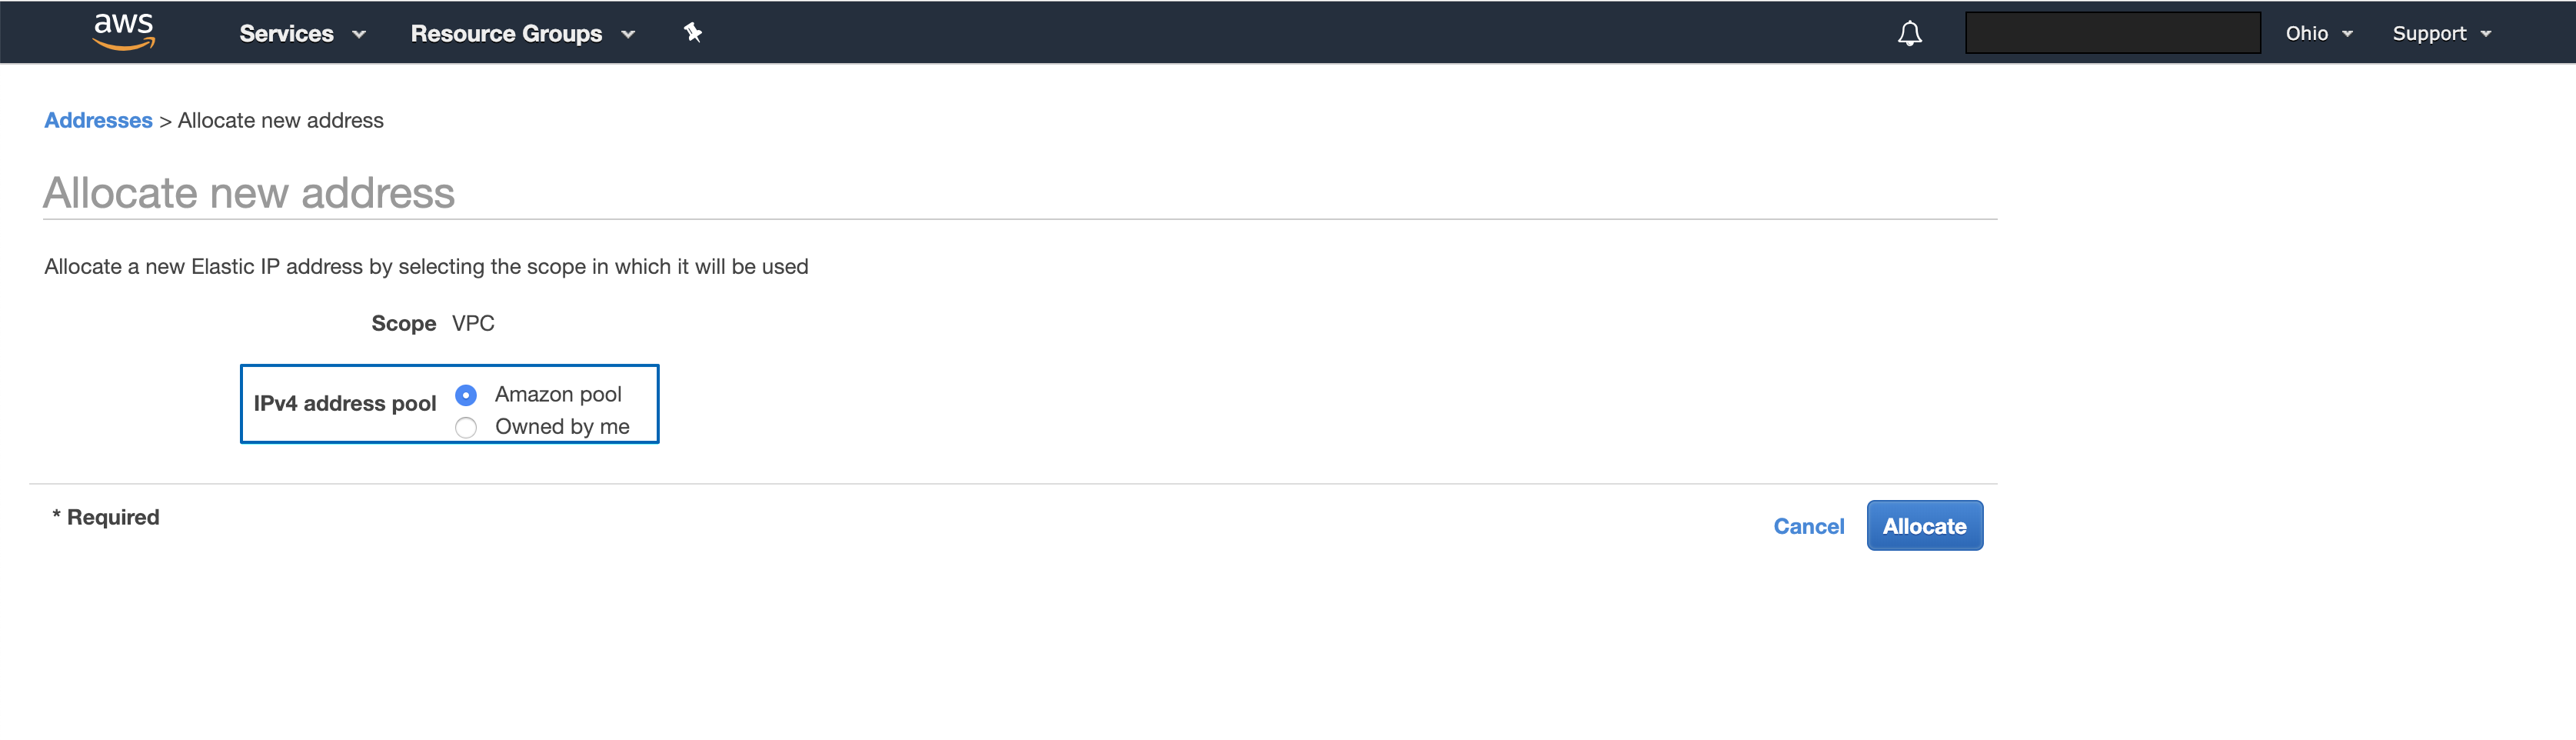 aws Services Resource Groups Ohio Support
Addresses > Allocate new address
Allocate new address
Allocate a new Elastic IP address by selecting the scope in which it will be used
Scope VPC
IPv4 address pool Amazon pool
Owned by me
* Required
Cancel Allocate